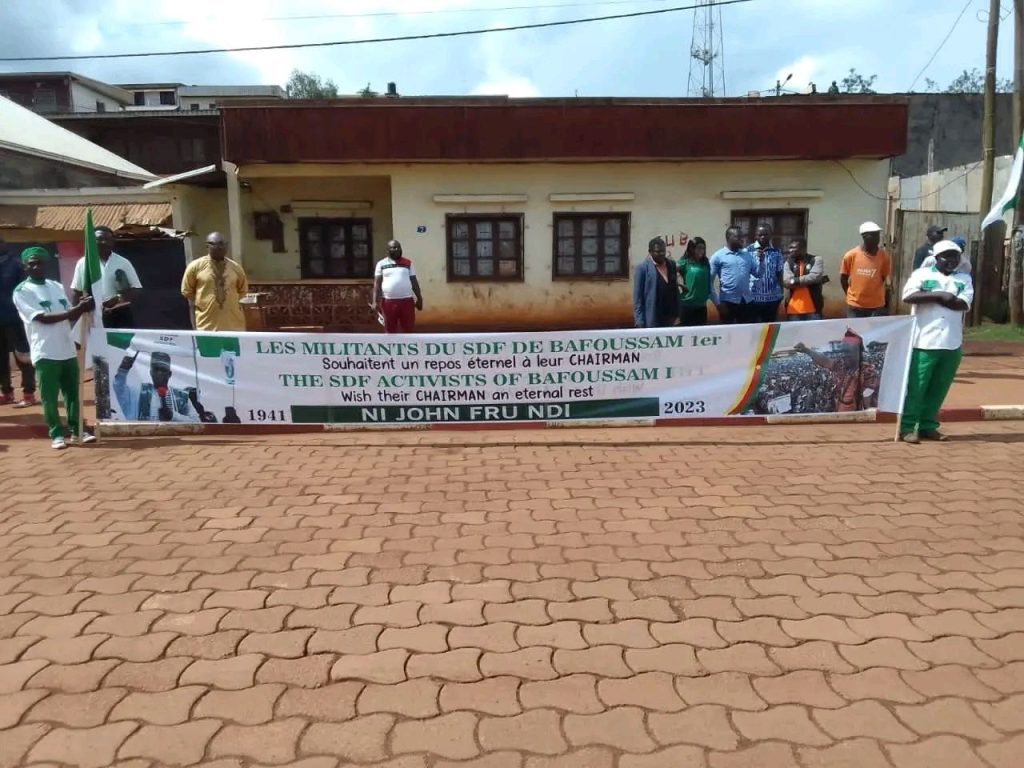 SDF
LES MILITANTS DU SDF DE BAFOUSSAM 1er
Souhaitent un repos éternel à leur CHAIRMAN
THE SDF ACTIVISTS OF BAFOUSSAM I
Wish their CHAIRMAN an eternal rest
1941 NI JOHN FRU NDI 2023